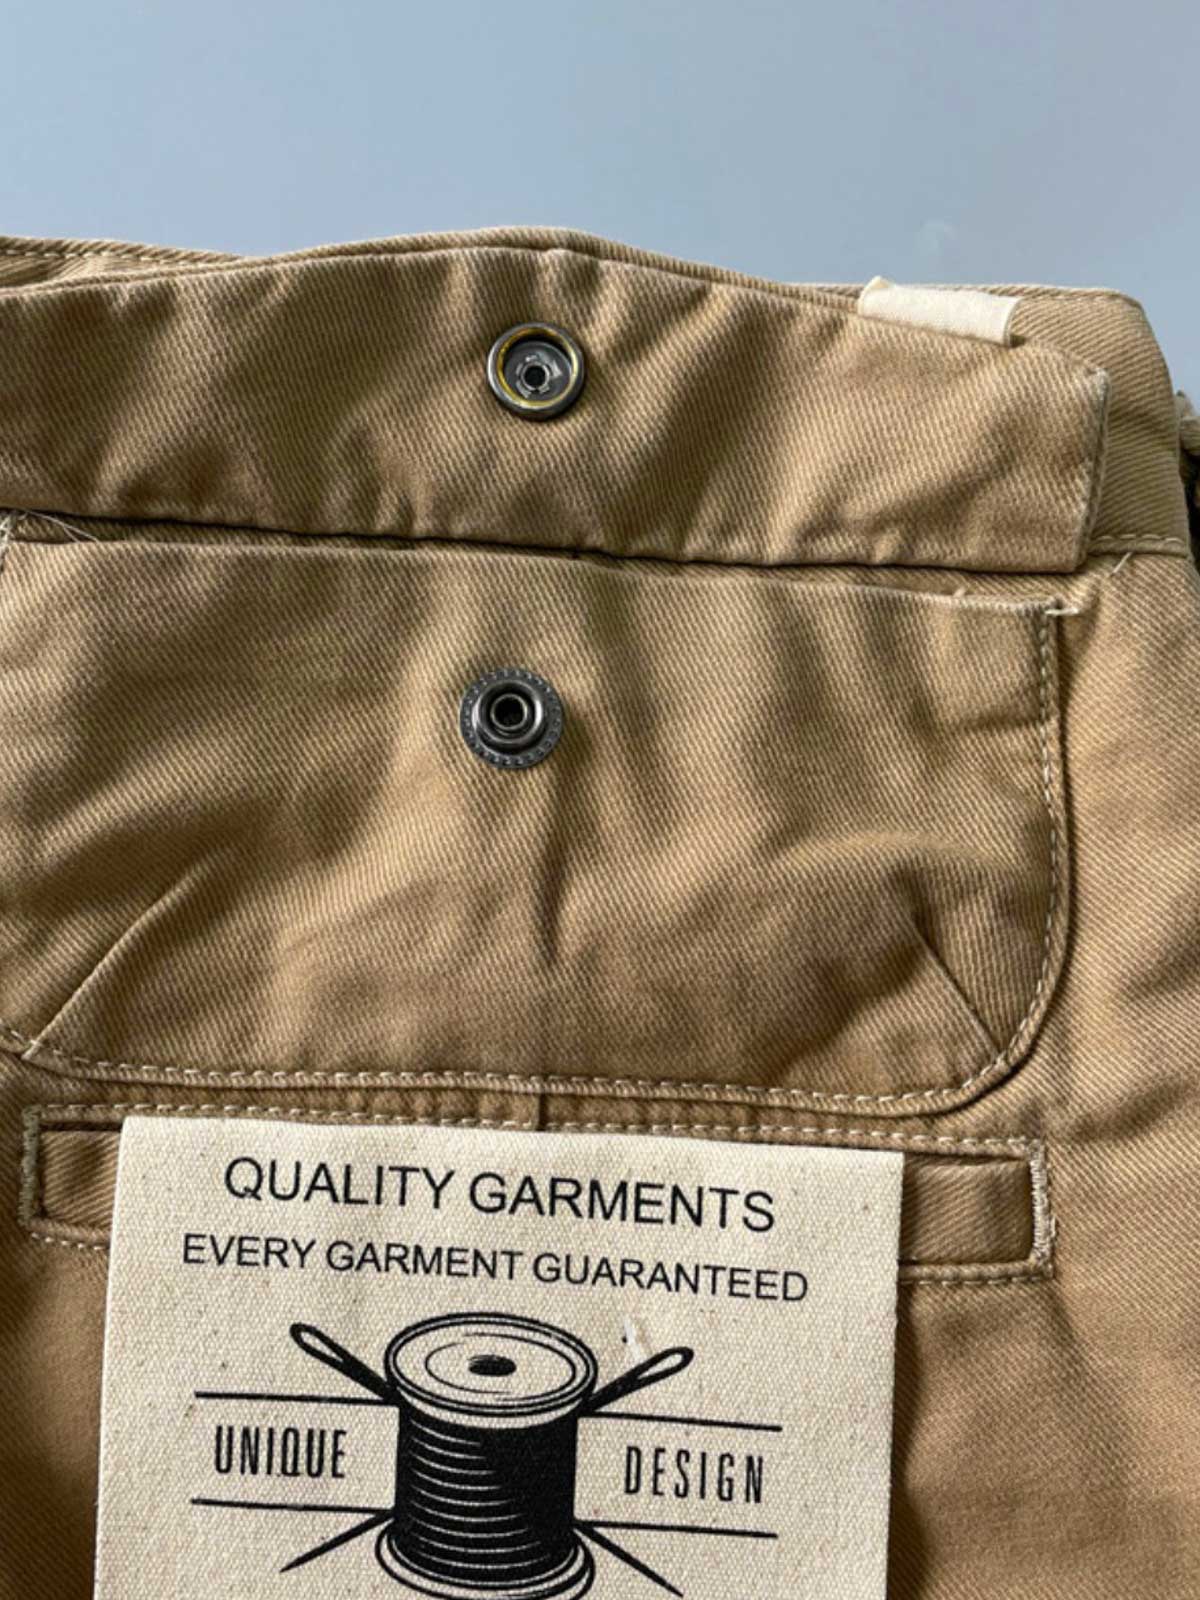 QUALITY GARMENTS
EVERY GARMENT GUARANTEED
UNIQUE DESIGN